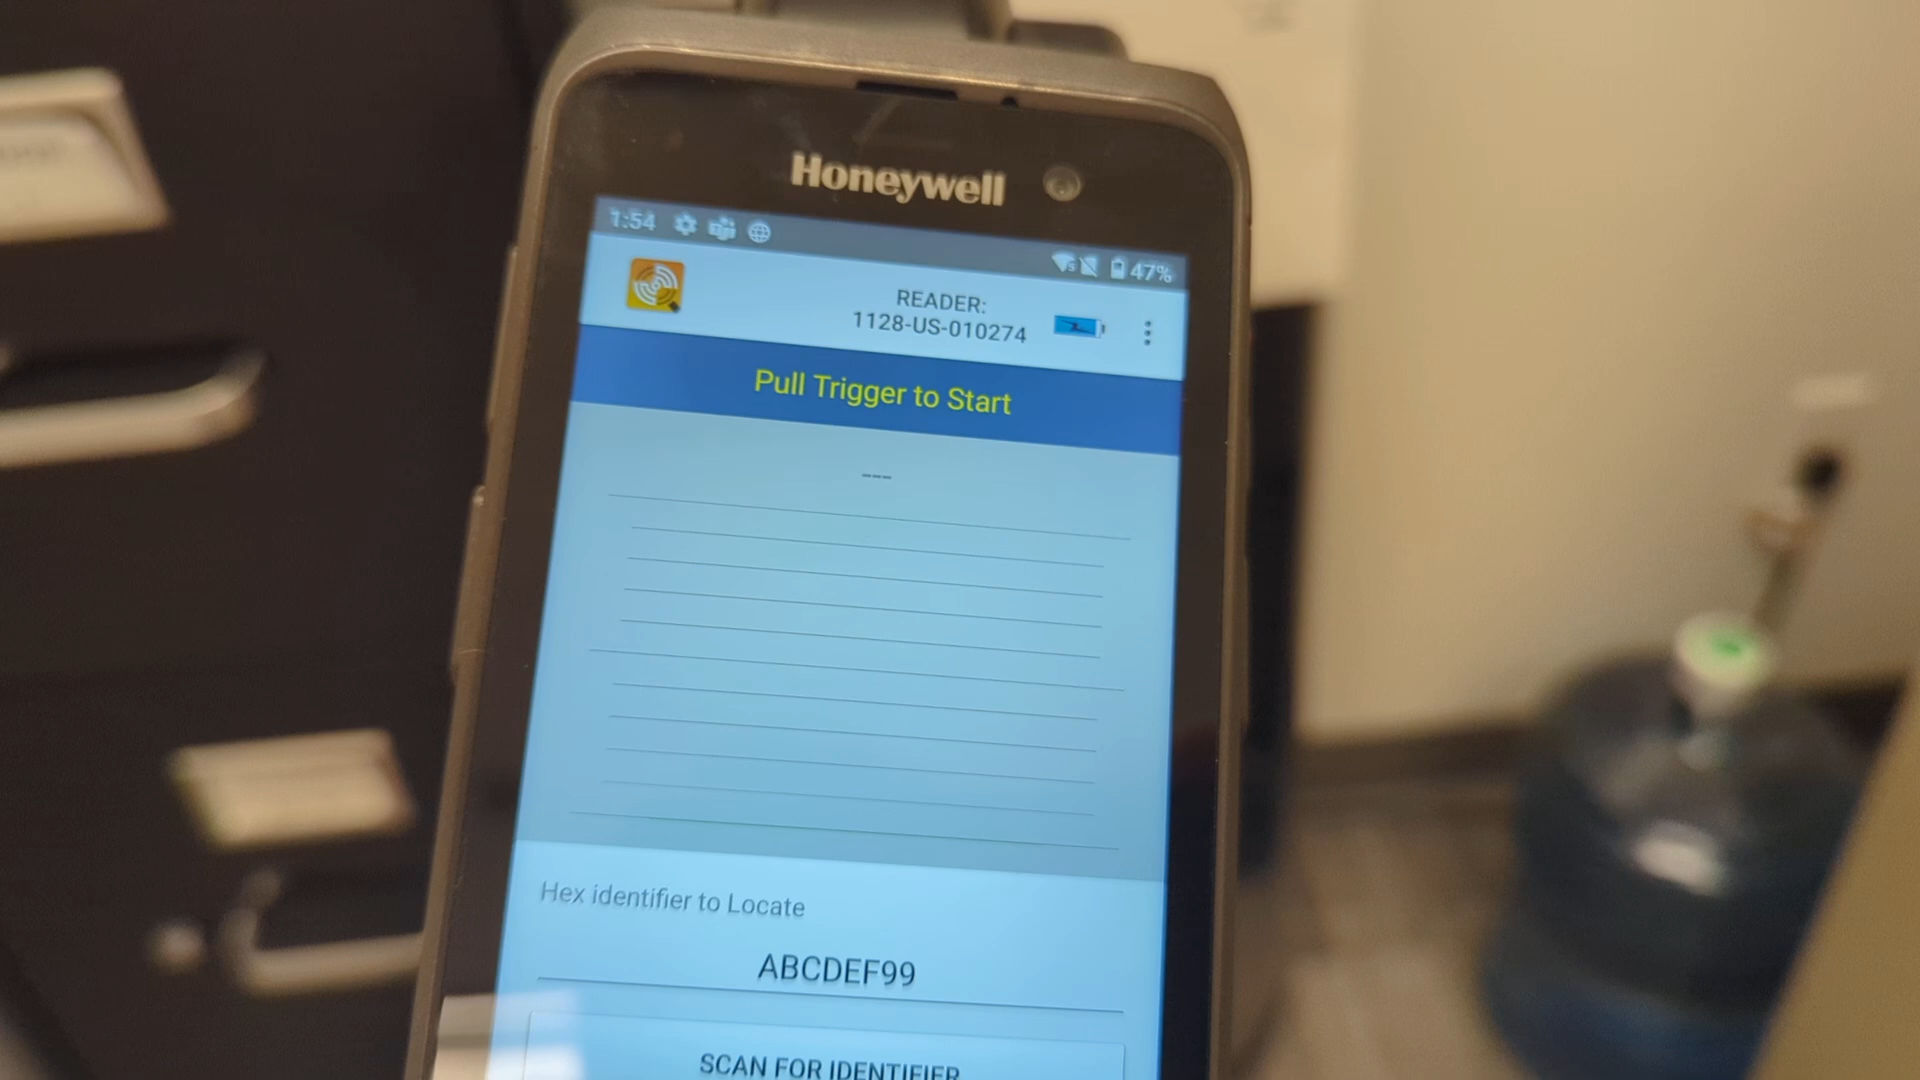 Honeywell
1:54
47%
READER:
1128-US-010274
Pull Trigger to Start
---
Hex identifier to Locate
ABCDEF99
SCAN FOR IDENTIFIER